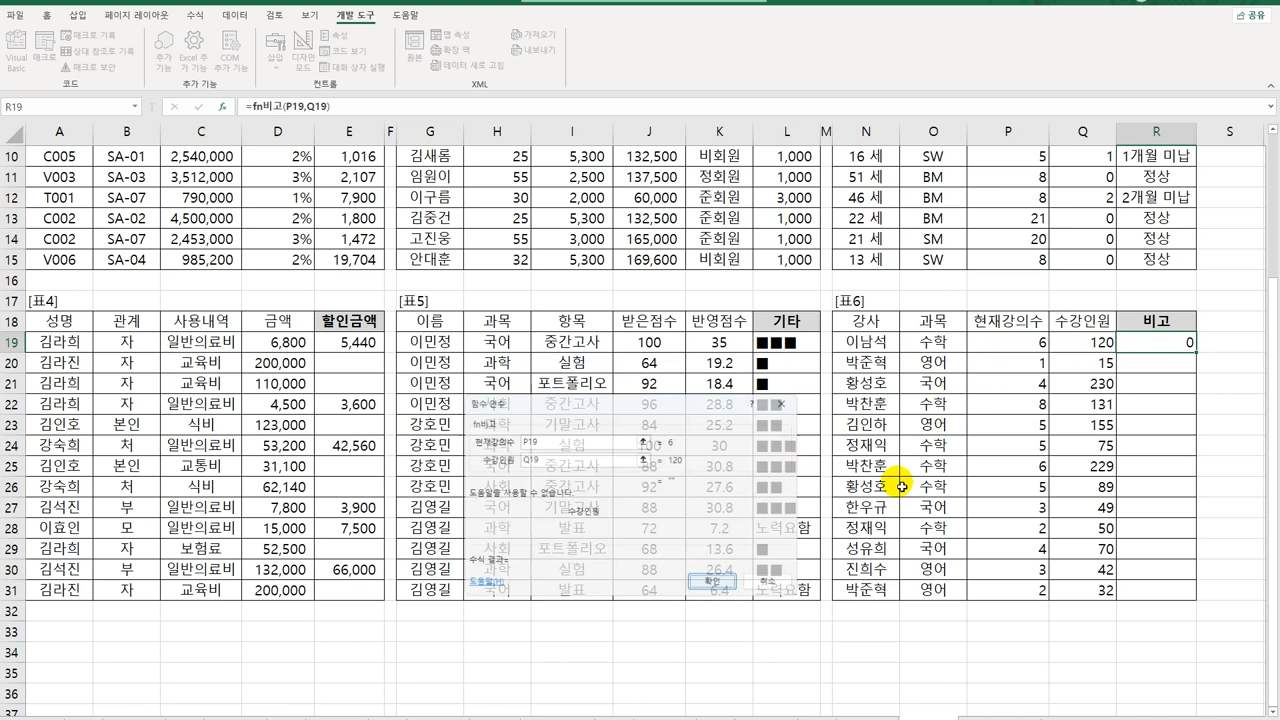 파일 홈 삽입 페이지 레이아웃 수식 데이터 검토 보기 개발 도구 도움말 공유
Visual Basic 매크로 매크로 기록 상대 참조로 기록 매크로 보안 추가 기능 Excel 추가 기능 COM 추가 기능 삽입 디자인 모드 속성 코드 보기 대화 상자 실행 원본 맵 속성 확장 팩 데이터 새로 고침 가져오기 내보내기
코드 추가 기능 컨트롤 XML
R19 fx =fn비고(P19,Q19)
A B C D E F G H I J K L M N O P Q R S
10 C005 SA-01 2,540,000 2% 1,016 김새롬 25 5,300 132,500 비회원 1,000 16 세 SW 5 1 1개월 미납
11 V003 SA-03 3,512,000 3% 2,107 임원이 55 2,500 137,500 정회원 1,000 51 세 BM 8 0 정상
12 T001 SA-07 790,000 1% 7,900 이구름 30 2,000 60,000 준회원 3,000 46 세 BM 8 2 2개월 미납
13 C002 SA-02 4,500,000 2% 1,800 김중건 25 5,300 132,500 준회원 1,000 22 세 BM 21 0 정상
14 C002 SA-07 2,453,000 3% 1,472 고진웅 55 3,000 165,000 준회원 1,000 21 세 SM 20 0 정상
15 V006 SA-04 985,200 2% 19,704 안대훈 32 5,300 169,600 비회원 1,000 13 세 SW 8 0 정상
16
17 [표4] [표5] [표6]
18 성명 관계 사용내역 금액 할인금액 이름 과목 항목 받은점수 반영점수 기타 강사 과목 현재강의수 수강인원 비고
19 김라희 자 일반의료비 6,800 5,440 이민정 국어 중간고사 100 35 ■■■ 이남석 수학 6 120 0
20 김라진 자 교육비 200,000 이민정 과학 실험 64 19.2 ■ 박준혁 영어 1 15
21 김라희 자 교육비 110,000 이민정 국어 포트폴리오 92 18.4 ■ 황성호 국어 4 230
22 김라희 자 일반의료비 4,500 3,600 이민정 사회 중간고사 96 28.8 ■■ 박찬훈 영어 8 131
23 김인호 본인 식비 123,000 강호민 기말고사 84 25.2 ■■ 김인하 영어 5 155
24 강숙희 처 일반의료비 53,200 42,560 강호민 실험 100 30 ■■■ 정재익 수학 5 75
25 김인호 본인 교통비 31,100 강호민 중간고사 88 30.8 ■■■ 박찬훈 수학 6 229
26 강숙희 처 식비 62,140 강호민 중간고사 27.6 ■■ 황성호 수학 5 89
27 김석진 부 일반의료비 7,800 3,900 김영길 국어 기말고사 88 30.8 ■■■ 한우규 국어 3 49
28 이효인 모 일반의료비 15,000 7,500 김영길 과학 발표 72 7.2 노력요함 정재익 수학 2 50
29 김라희 자 보험료 52,500 김영길 사회 포트폴리오 68 13.6 ■ 성유희 국어 4 70
30 김석진 부 일반의료비 132,000 66,000 김영길 과학 실험 88 26.4 ■■ 진희수 영어 3 42
31 김라진 자 교육비 200,000 김영길 국어 발표 64 6.4 노력요함 박준혁 영어 2 32
32
33
34
35
36
37
함수 인수 ?
fn비고
현재강의수 P19 = 6
수강인원 Q19 = 120
= ""
도움말을 사용할 수 없습니다.
수강인원
수식 결과=
도움말(H) 확인 취소